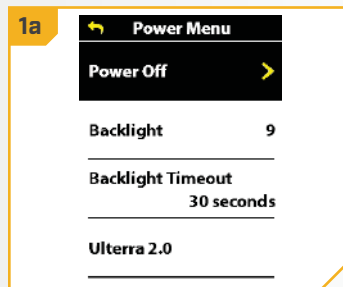 1a
Power Menu
Power Off
Backlight 9
Backlight Timeout
30 seconds
Ulterra 2.0